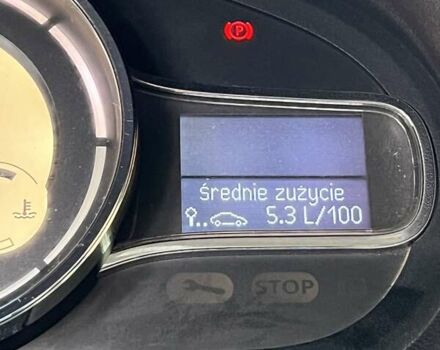 P
średnie zużycie
5.3 L/100
STOP